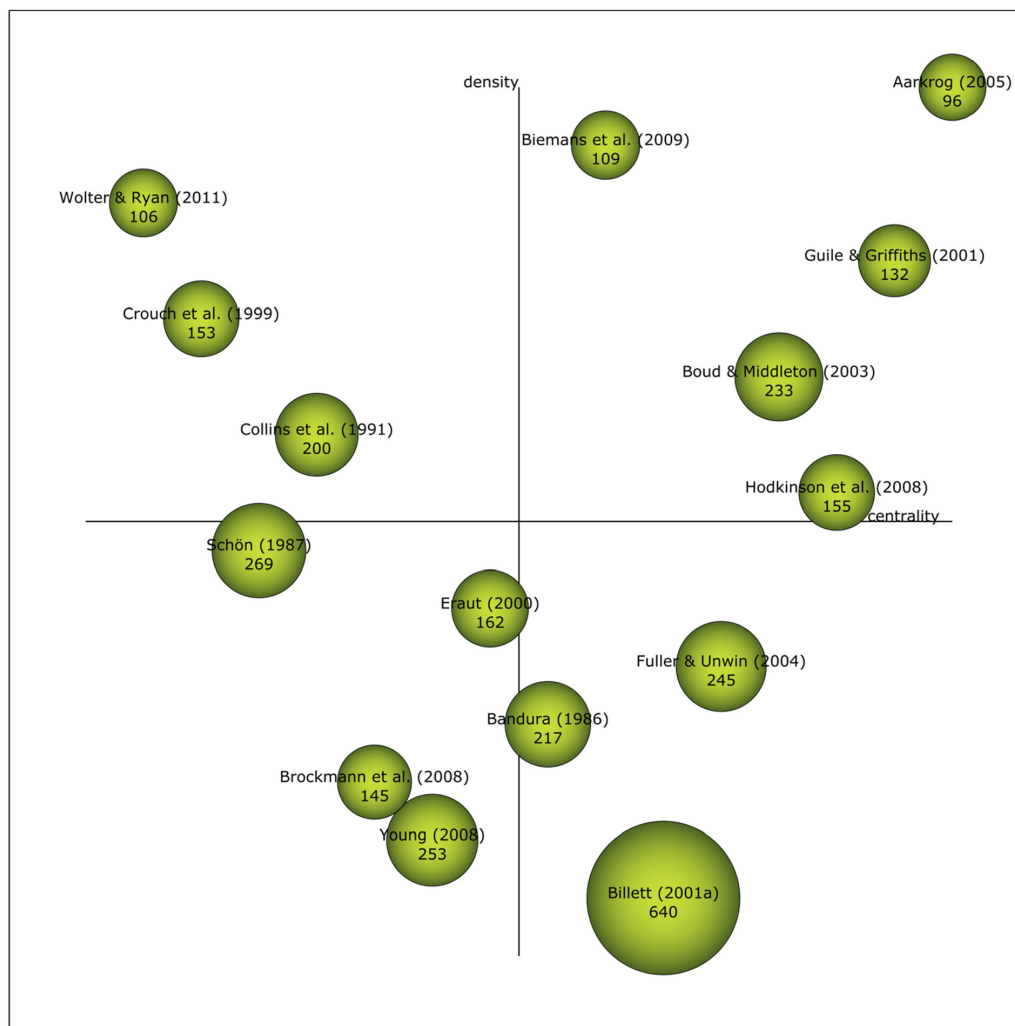 density
Aarkrog (2005)
96
Biemans et al. (2009)
109
Wolter & Ryan (2011)
106
Guile & Griffiths (2001)
132
Crouch et al. (1999)
153
Boud & Middleton (2003)
233
Collins et al. (1991)
200
Hodkinson et al. (2008)
155
centrality
Schön (1987)
269
Eraut (2000)
162
Fuller & Unwin (2004)
245
Bandura (1986)
217
Brockmann et al. (2008)
145
Young (2008)
253
Billett (2001a)
640